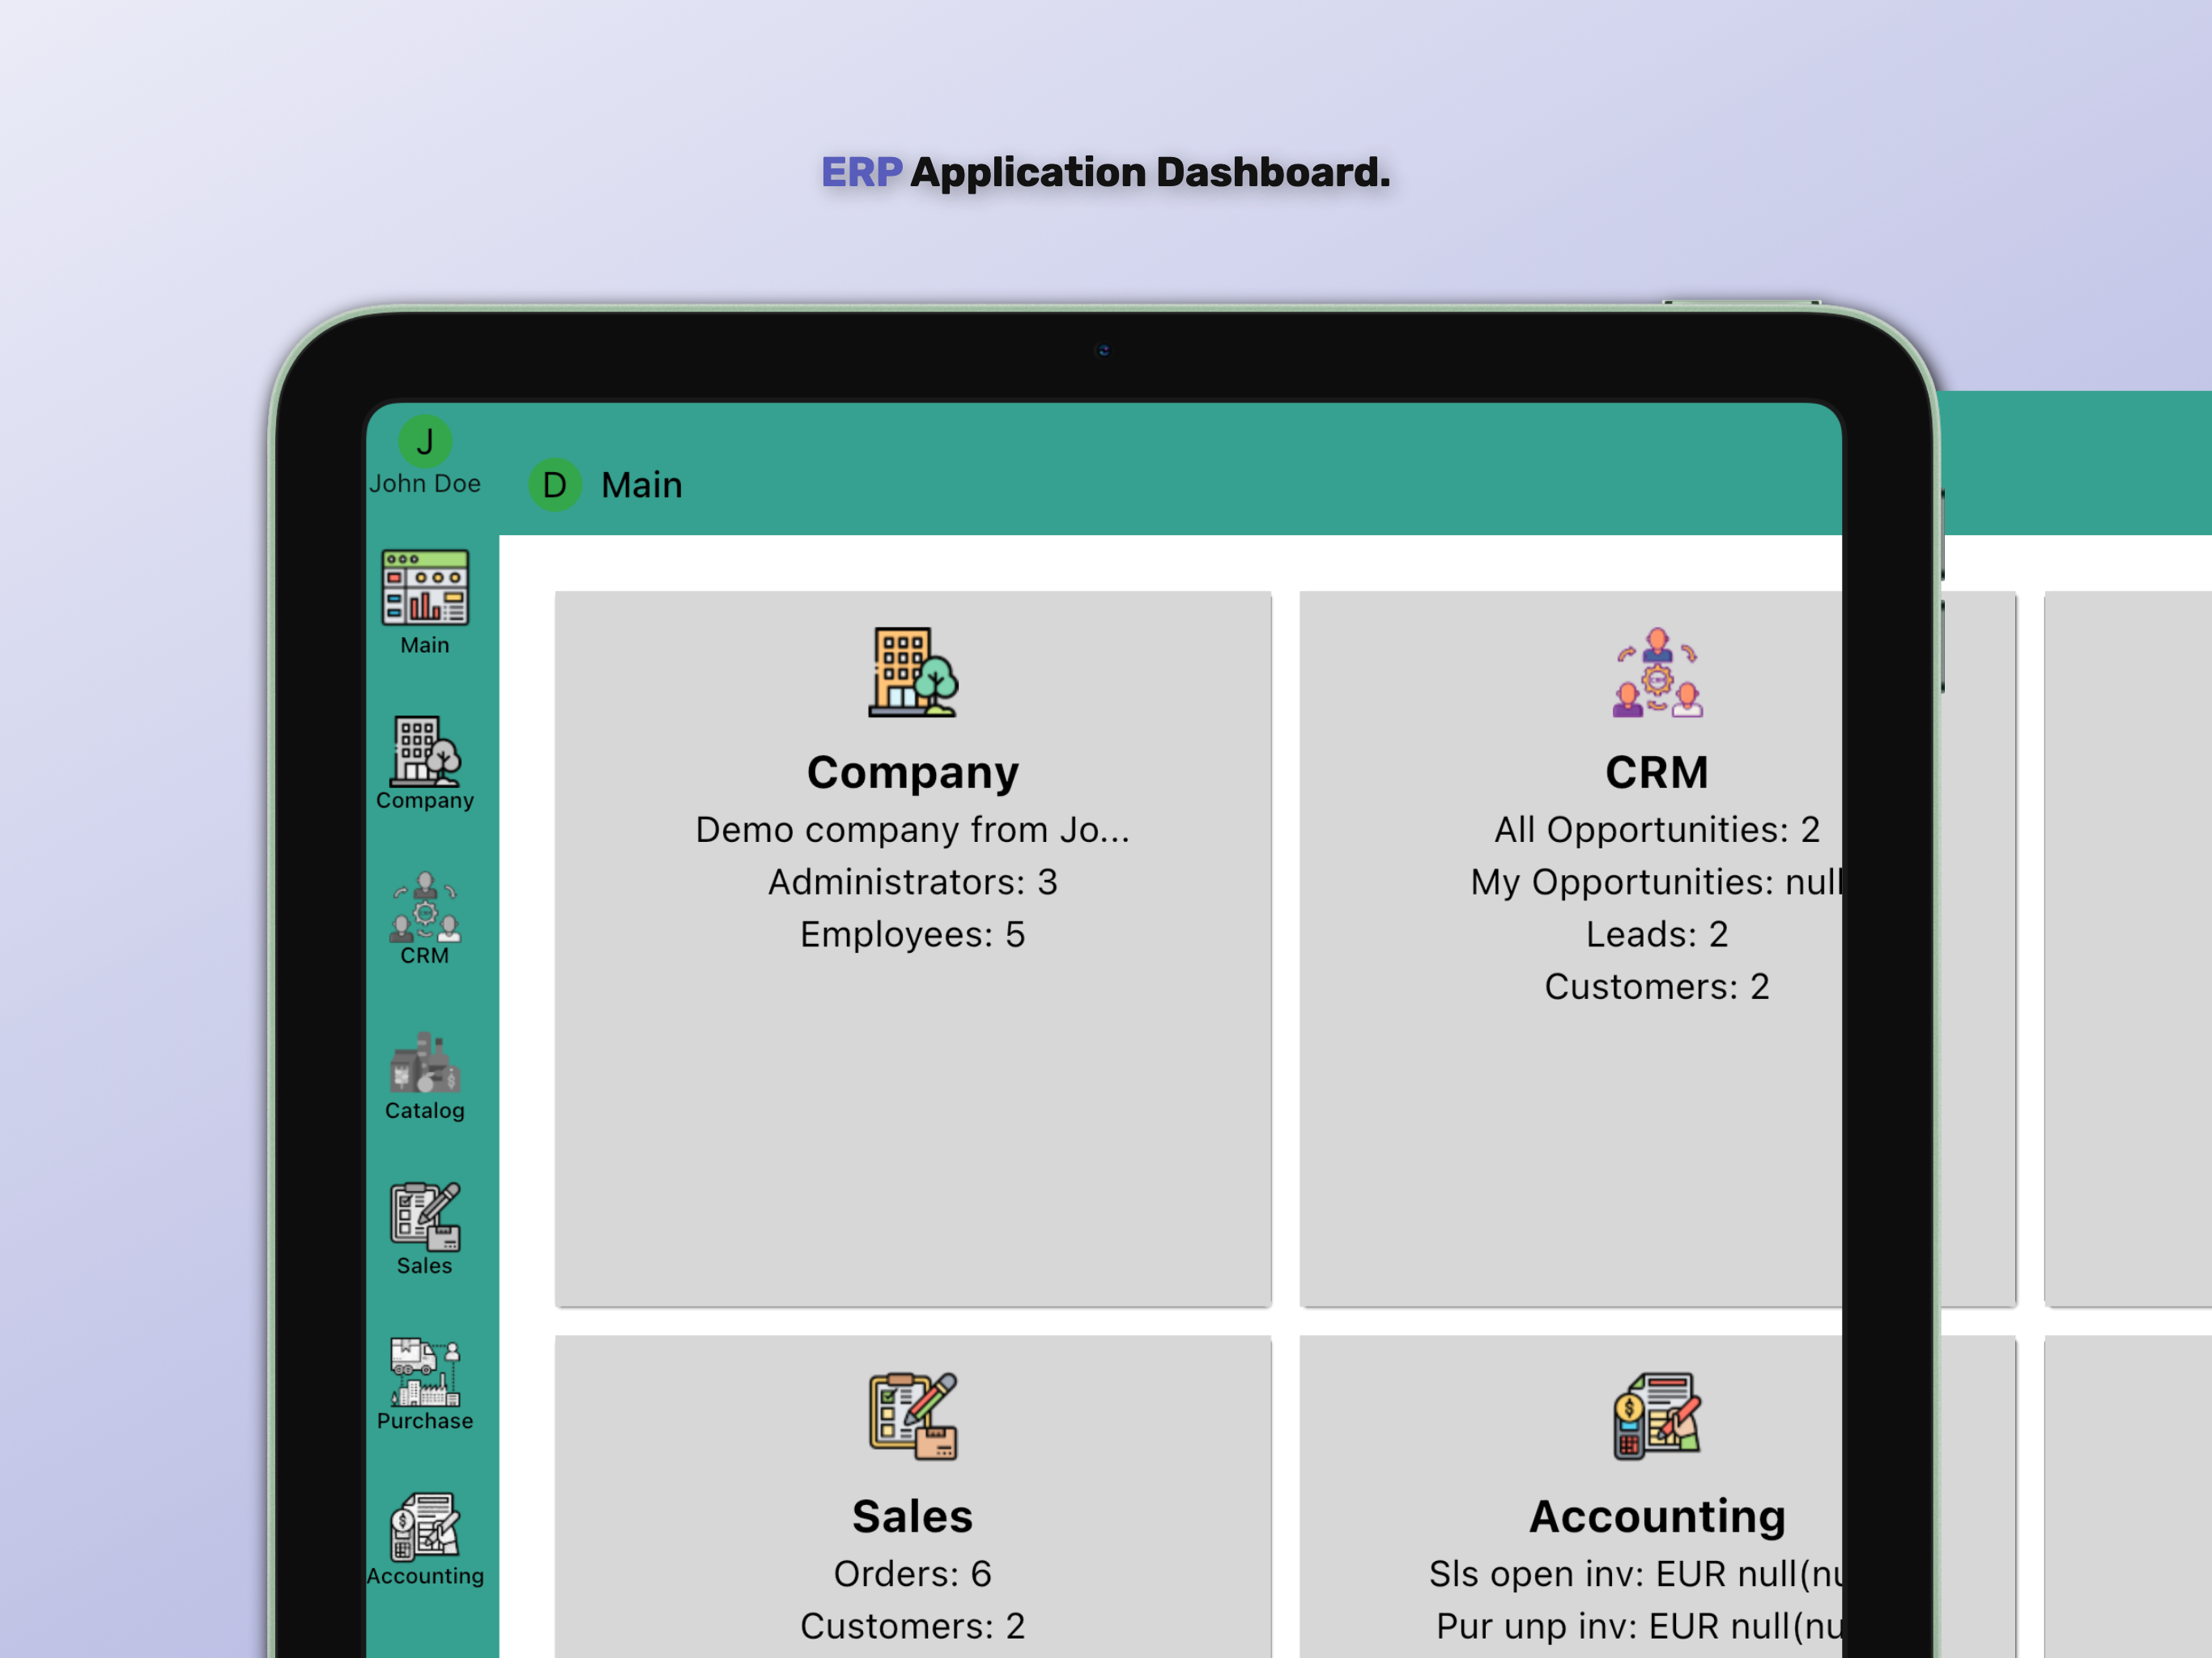 ERP Application Dashboard.
J
John Doe
D Main
Main
Company
CRM
Catalog
Sales
Purchase
Accounting
Company
Demo company from Jo...
Administrators: 3
Employees: 5
CRM
All Opportunities: 2
My Opportunities: null
Leads: 2
Customers: 2
Sales
Orders: 6
Customers: 2
Accounting
Sls open inv: EUR null(nu
Pur unp inv: EUR null(nu